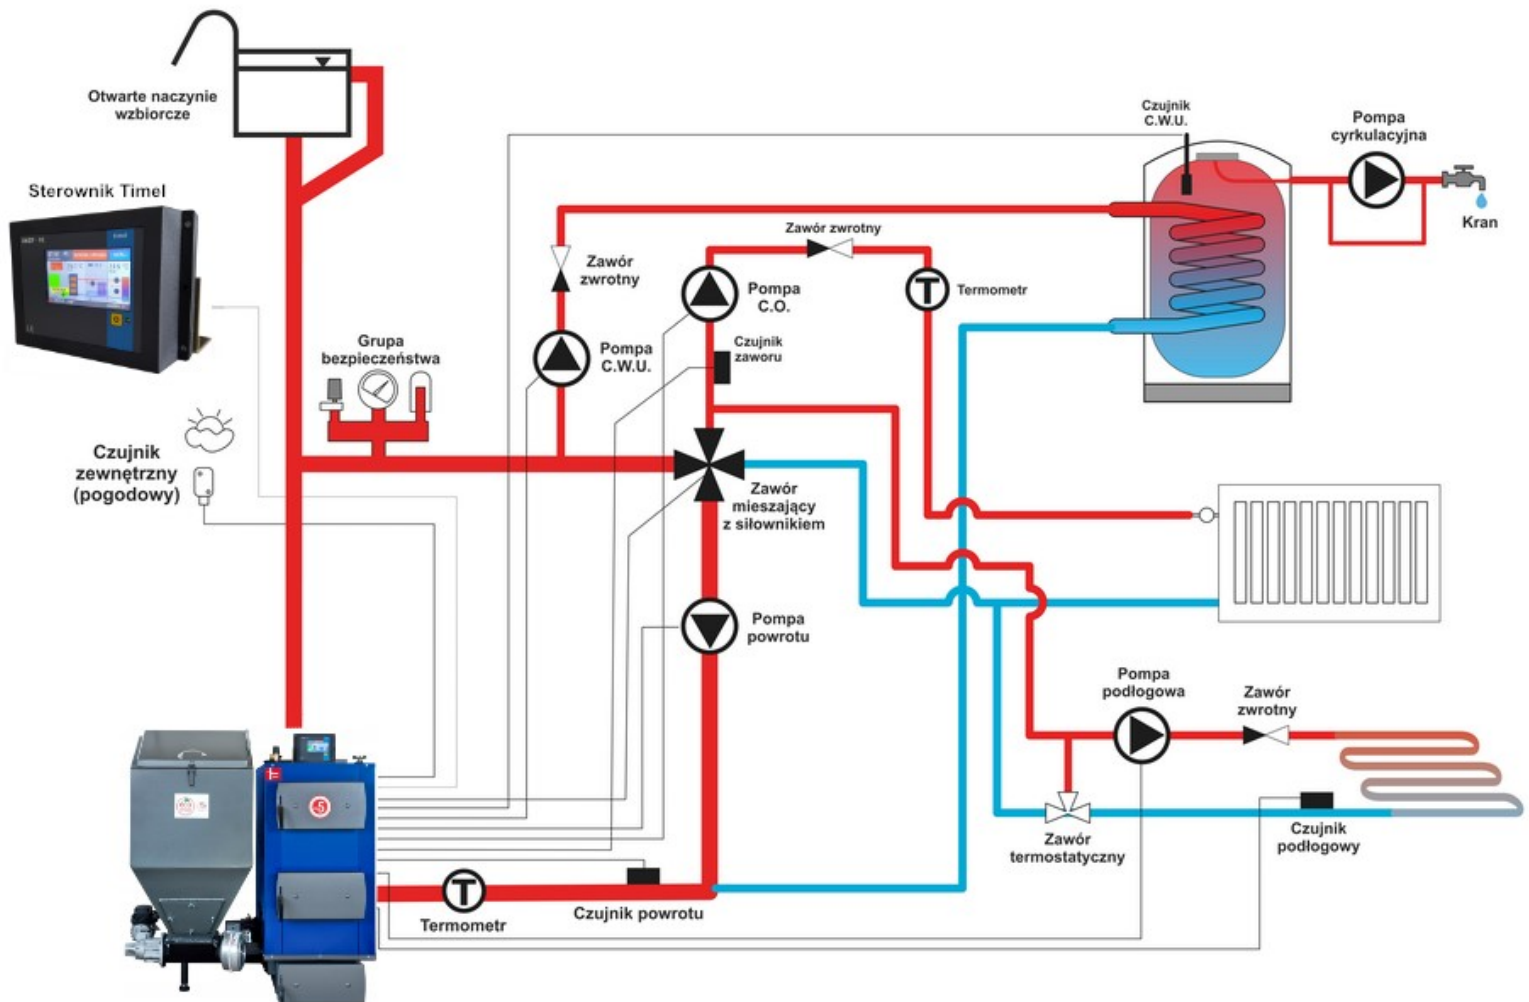 Otwarte naczynie
wzbiorcze
Sterownik Timel
Czujnik
C.W.U.
Pompa
cyrkulacyjna
Kran
Zawór zwrotny
Zawór
zwrotny
Pompa
C.O.
Termometr
Grupa
bezpieczeństwa
Pompa
C.W.U.
Czujnik
zaworu
Czujnik
zewnętrzny
(pogodowy)
Zawór
mieszający
z siłownikiem
Pompa
powrotu
Pompa
podłogowa
Zawór
zwrotny
Zawór
termostatyczny
Czujnik
podłogowy
T
T
Termometr
Czujnik powrotu